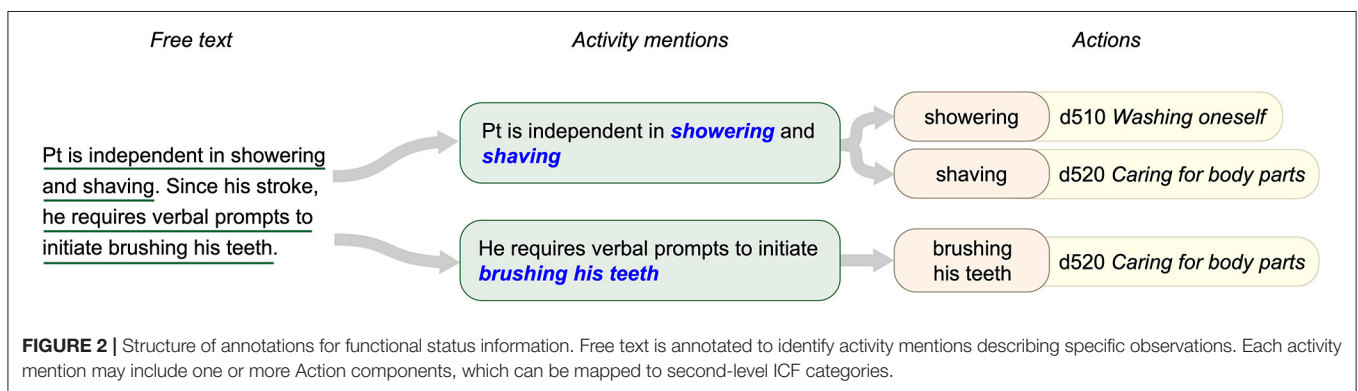 Free text
Activity mentions
Actions
Pt is independent in showering
and shaving. Since his stroke,
he requires verbal prompts to
initiate brushing his teeth.
Pt is independent in showering and
shaving
He requires verbal prompts to initiate
brushing his teeth
showering
d510 Washing oneself
shaving
d520 Caring for body parts
brushing
his teeth
d520 Caring for body parts
FIGURE 2 | Structure of annotations for functional status information. Free text is annotated to identify activity mentions describing specific observations. Each activity
mention may include one or more Action components, which can be mapped to second-level ICF categories.